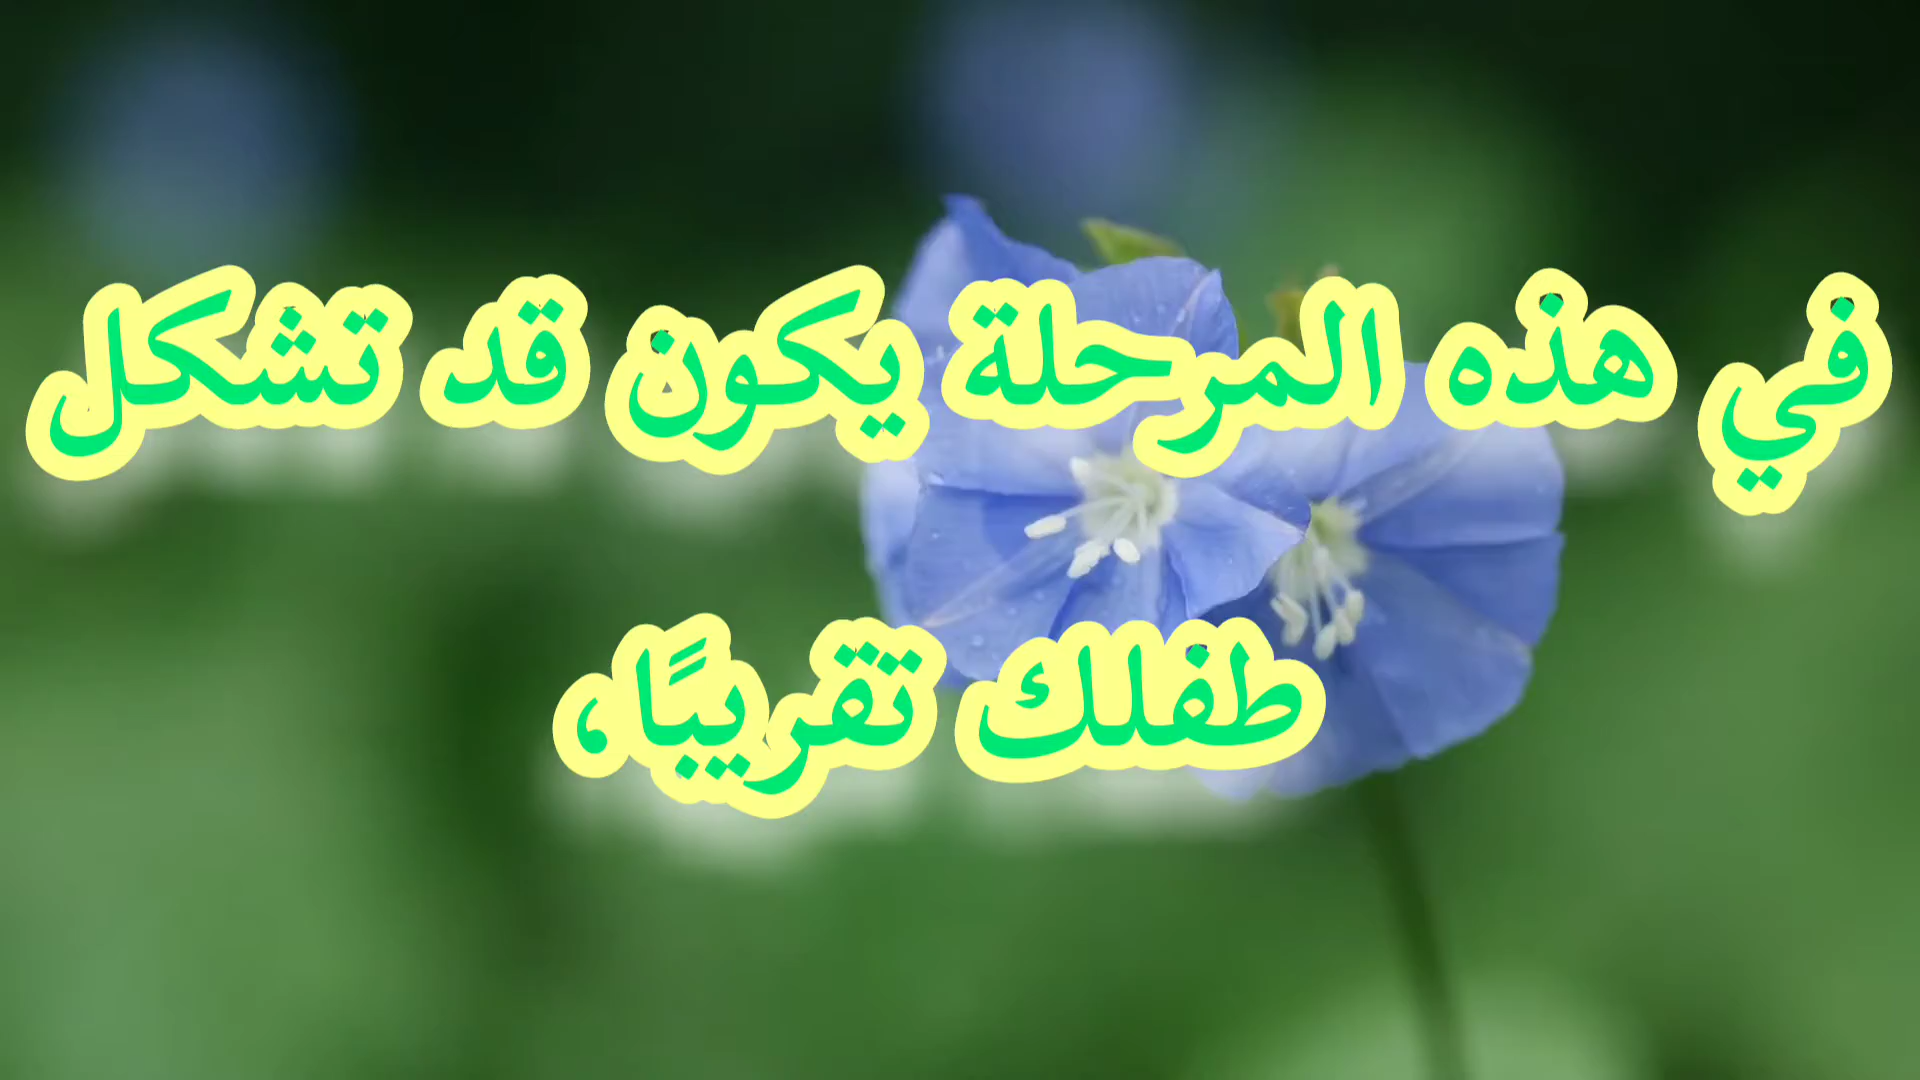 في هذه المرحلة يكون قد تشكل
طفلك تقريبًا،